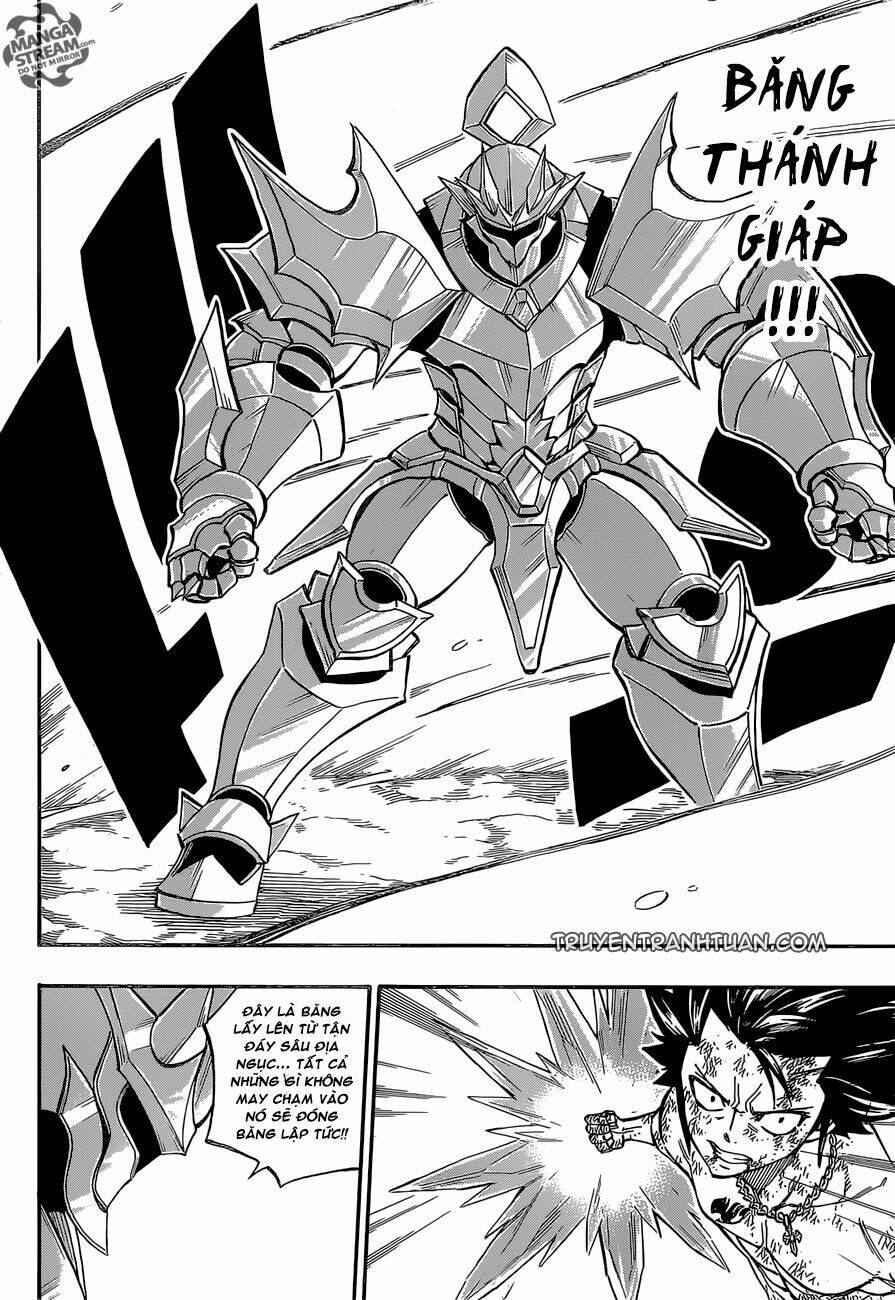 MANGA
STREAM
.COM
DO NOT MIRROR!
BĂNG
THÁNH
GIÁP
!!!
TRUYENTRANHTUAN.COM
ĐÂY LÀ BĂNG
LẤY LÊN TỪ TẬN
ĐÁY SÂU ĐỊA
NGỤC... TẤT CẢ
NHỮNG GÌ KHÔNG
MAY CHẠM VÀO
NÓ SẼ ĐÓNG
BĂNG LẬP TỨC!!